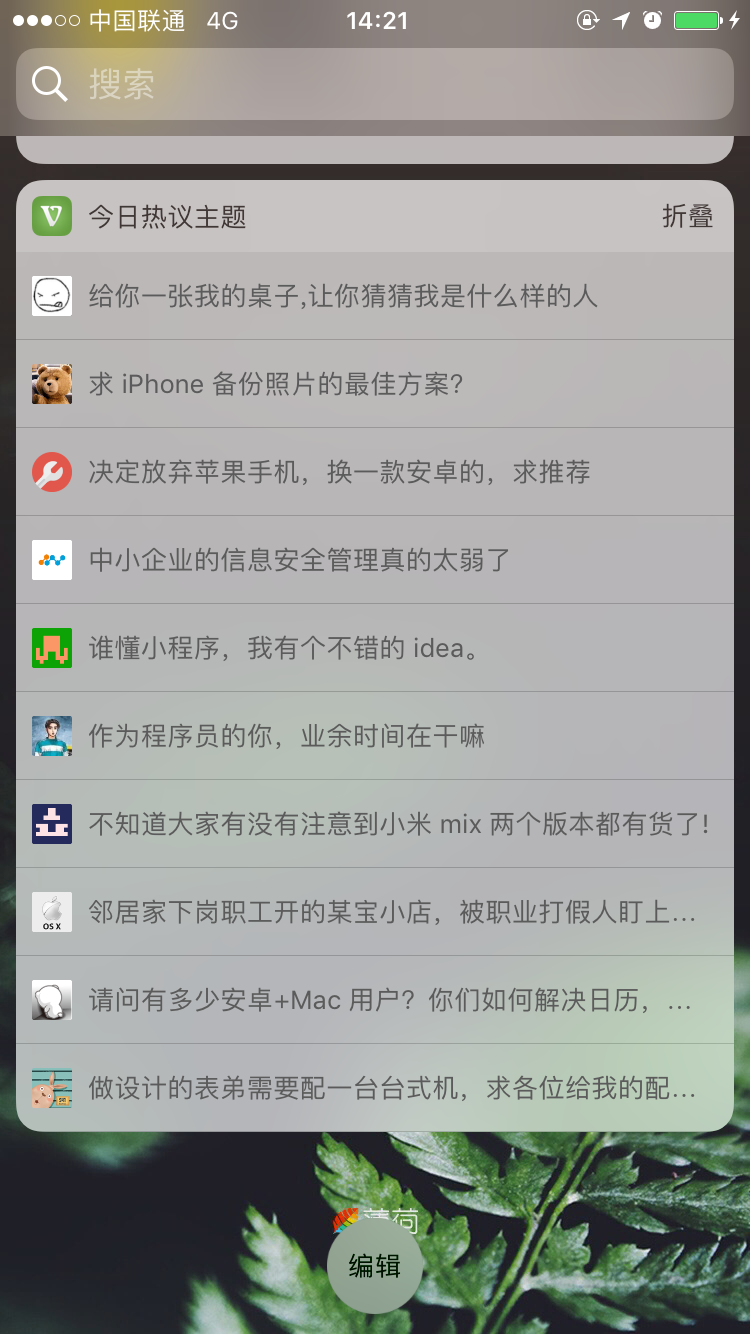 中国联通 4G 14:21
搜索
今日热议主题 折叠
给你一张我的桌子,让你猜猜我是什么样的人
求 iPhone 备份照片的最佳方案?
决定放弃苹果手机，换一款安卓的，求推荐
中小企业的信息安全管理真的太弱了
谁懂小程序，我有个不错的 idea。
作为程序员的你，业余时间在干嘛
不知道大家有没有注意到小米 mix 两个版本都有货了!
OS X
邻居家下岗职工开的某宝小店，被职业打假人盯上...
请问有多少安卓+Mac 用户？你们如何解决日历，...
做设计的表弟需要配一台台式机，求各位给我的配...
薄荷
编辑